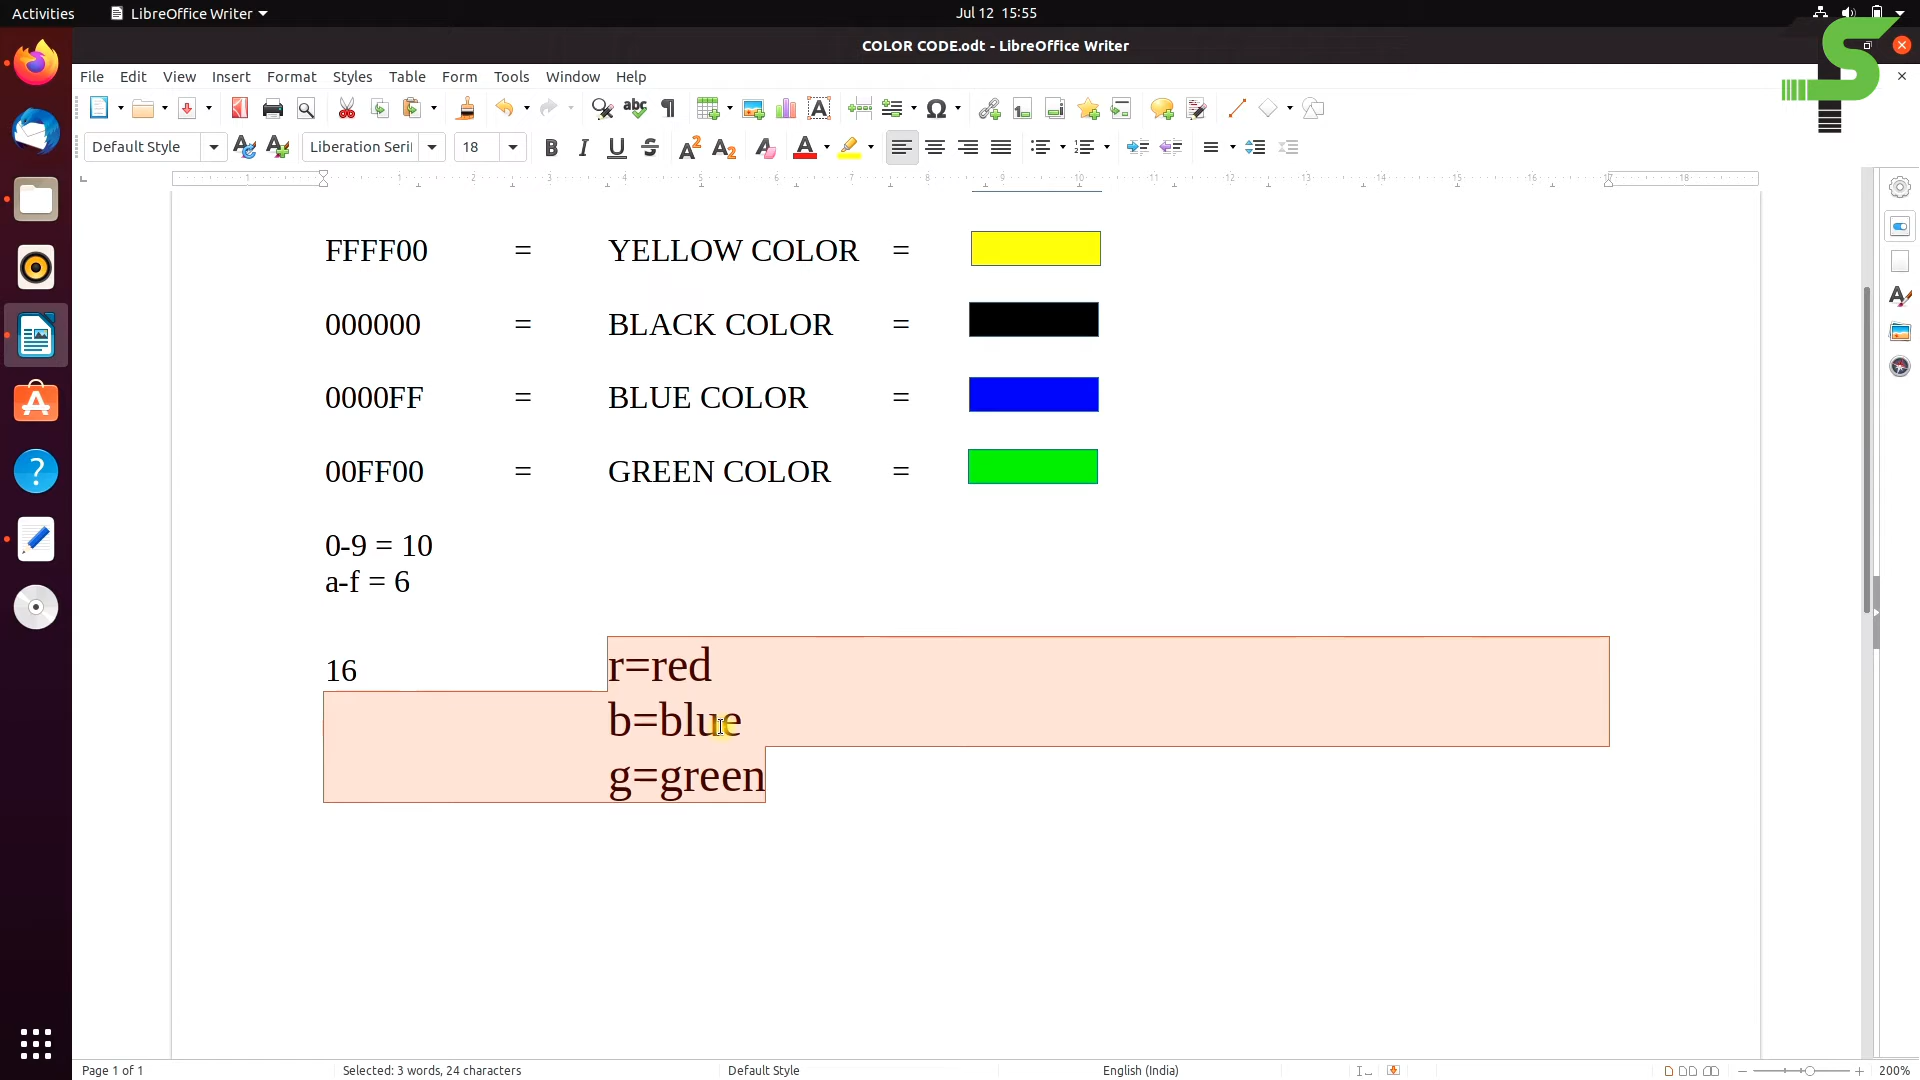 Activities LibreOffice Writer Jul 12 15:55
COLOR CODE.odt - LibreOffice Writer
File Edit View Insert Format Styles Table Form Tools Window Help
Default Style Liberation Seri 18
FFFF00 = YELLOW COLOR =
000000 = BLACK COLOR =
0000FF = BLUE COLOR =
00FF00 = GREEN COLOR =
0-9 = 10
a-f = 6
16 r=red
b=blue
g=green
Page 1 of 1 Selected: 3 words, 24 characters Default Style English (India) 200%